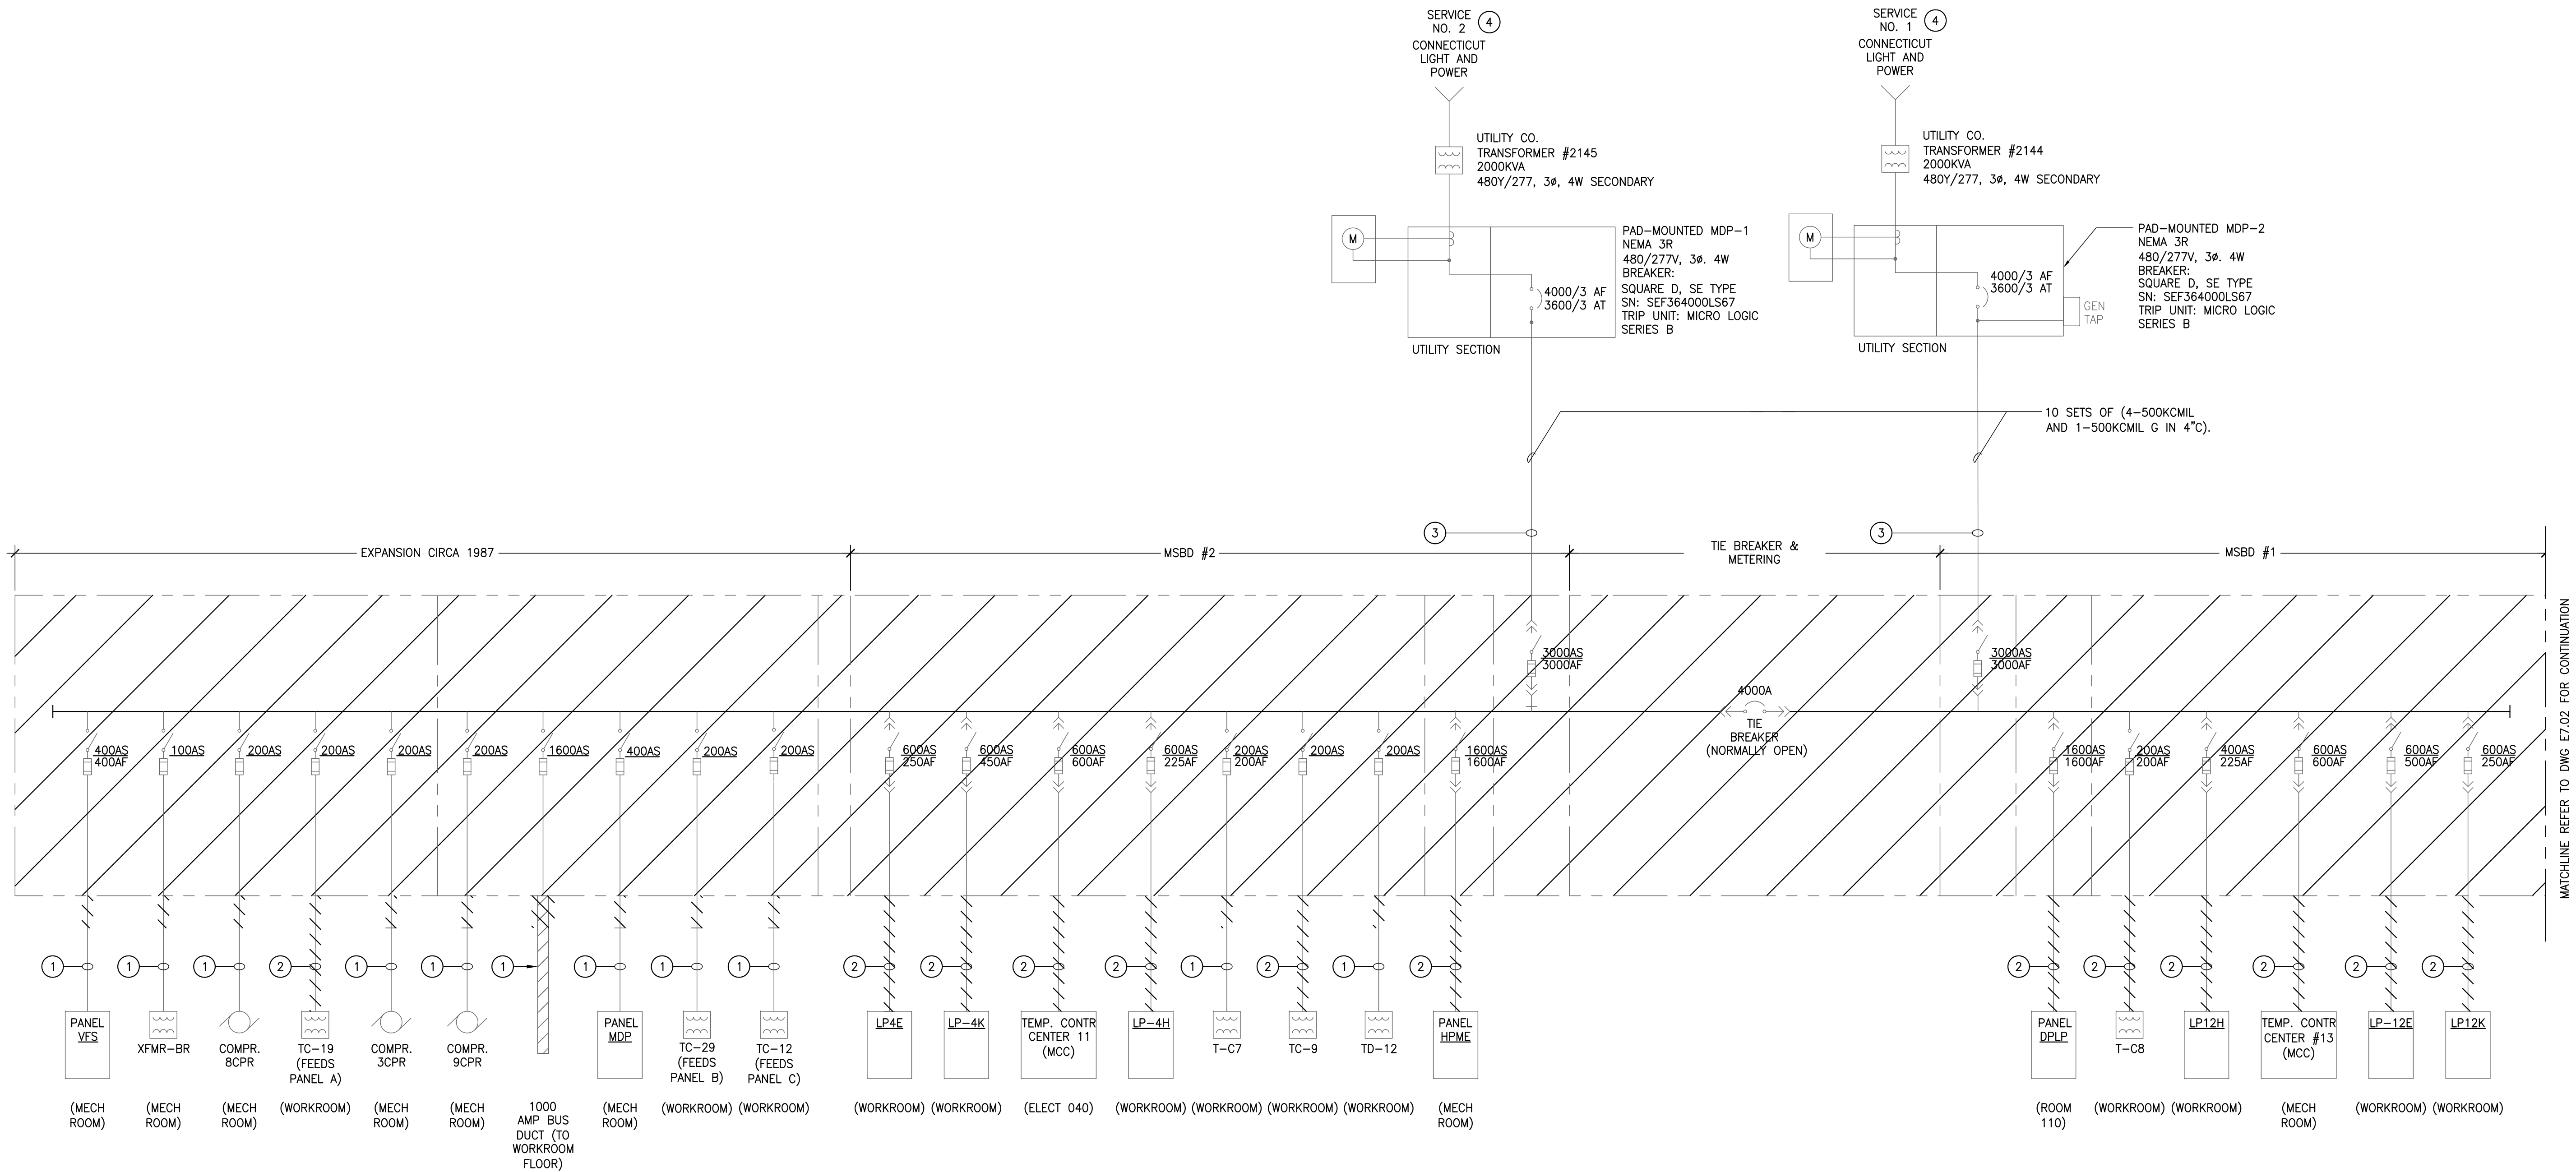 SERVICE
NO. 2
4
CONNECTICUT
LIGHT AND
POWER
SERVICE
NO. 1
4
CONNECTICUT
LIGHT AND
POWER
UTILITY CO.
TRANSFORMER #2145
2000KVA
480Y/277, 3ø, 4W SECONDARY
UTILITY CO.
TRANSFORMER #2144
2000KVA
480Y/277, 3ø, 4W SECONDARY
M
PAD-MOUNTED MDP-1
NEMA 3R
480/277V, 3ø. 4W
BREAKER:
SQUARE D, SE TYPE
SN: SEF364000LS67
TRIP UNIT: MICRO LOGIC
SERIES B
4000/3 AF
3600/3 AT
UTILITY SECTION
M
PAD-MOUNTED MDP-2
NEMA 3R
480/277V, 3ø. 4W
BREAKER:
SQUARE D, SE TYPE
SN: SEF364000LS67
TRIP UNIT: MICRO LOGIC
SERIES B
4000/3 AF
3600/3 AT
GEN
TAP
UTILITY SECTION
10 SETS OF (4-500KCMIL
AND 1-500KCMIL G IN 4"C).
3
3
EXPANSION CIRCA 1987
MSBD #2
TIE BREAKER &
METERING
MSBD #1
MATCHLINE REFER TO DWG E7.02 FOR CONTINUATION
3000AS
3000AF
3000AS
3000AF
4000A
TIE
BREAKER
(NORMALLY OPEN)
400AS
400AF
100AS
200AS
200AS
200AS
200AS
1600AS
400AS
200AS
200AS
600AS
250AF
600AS
450AF
600AS
600AF
600AS
225AF
200AS
200AF
200AS
200AS
1600AS
1600AF
1600AS
1600AF
200AS
200AF
400AS
225AF
600AS
600AF
600AS
500AF
600AS
250AF
1
1
1
2
1
1
1
1
1
1
2
2
2
2
1
2
1
2
2
2
2
2
2
2
PANEL
VFS
(MECH
ROOM)
XFMR-BR
(MECH
ROOM)
COMPR.
8CPR
(MECH
ROOM)
TC-19
(FEEDS
PANEL A)
(WORKROOM)
COMPR.
3CPR
(MECH
ROOM)
COMPR.
9CPR
(MECH
ROOM)
1000
AMP BUS
DUCT (TO
WORKROOM
FLOOR)
PANEL
MDP
(MECH
ROOM)
TC-29
(FEEDS
PANEL B)
(WORKROOM)
TC-12
(FEEDS
PANEL C)
(WORKROOM)
LP4E
(WORKROOM)
LP-4K
(WORKROOM)
TEMP. CONTR
CENTER 11
(MCC)
(ELECT 040)
LP-4H
(WORKROOM)
T-C7
(WORKROOM)
TC-9
(WORKROOM)
TD-12
(WORKROOM)
PANEL
HPME
(MECH
ROOM)
PANEL
DPLP
(ROOM
110)
T-C8
(WORKROOM)
LP12H
(WORKROOM)
TEMP. CONTR
CENTER #13
(MCC)
(MECH
ROOM)
LP-12E
(WORKROOM)
LP12K
(WORKROOM)